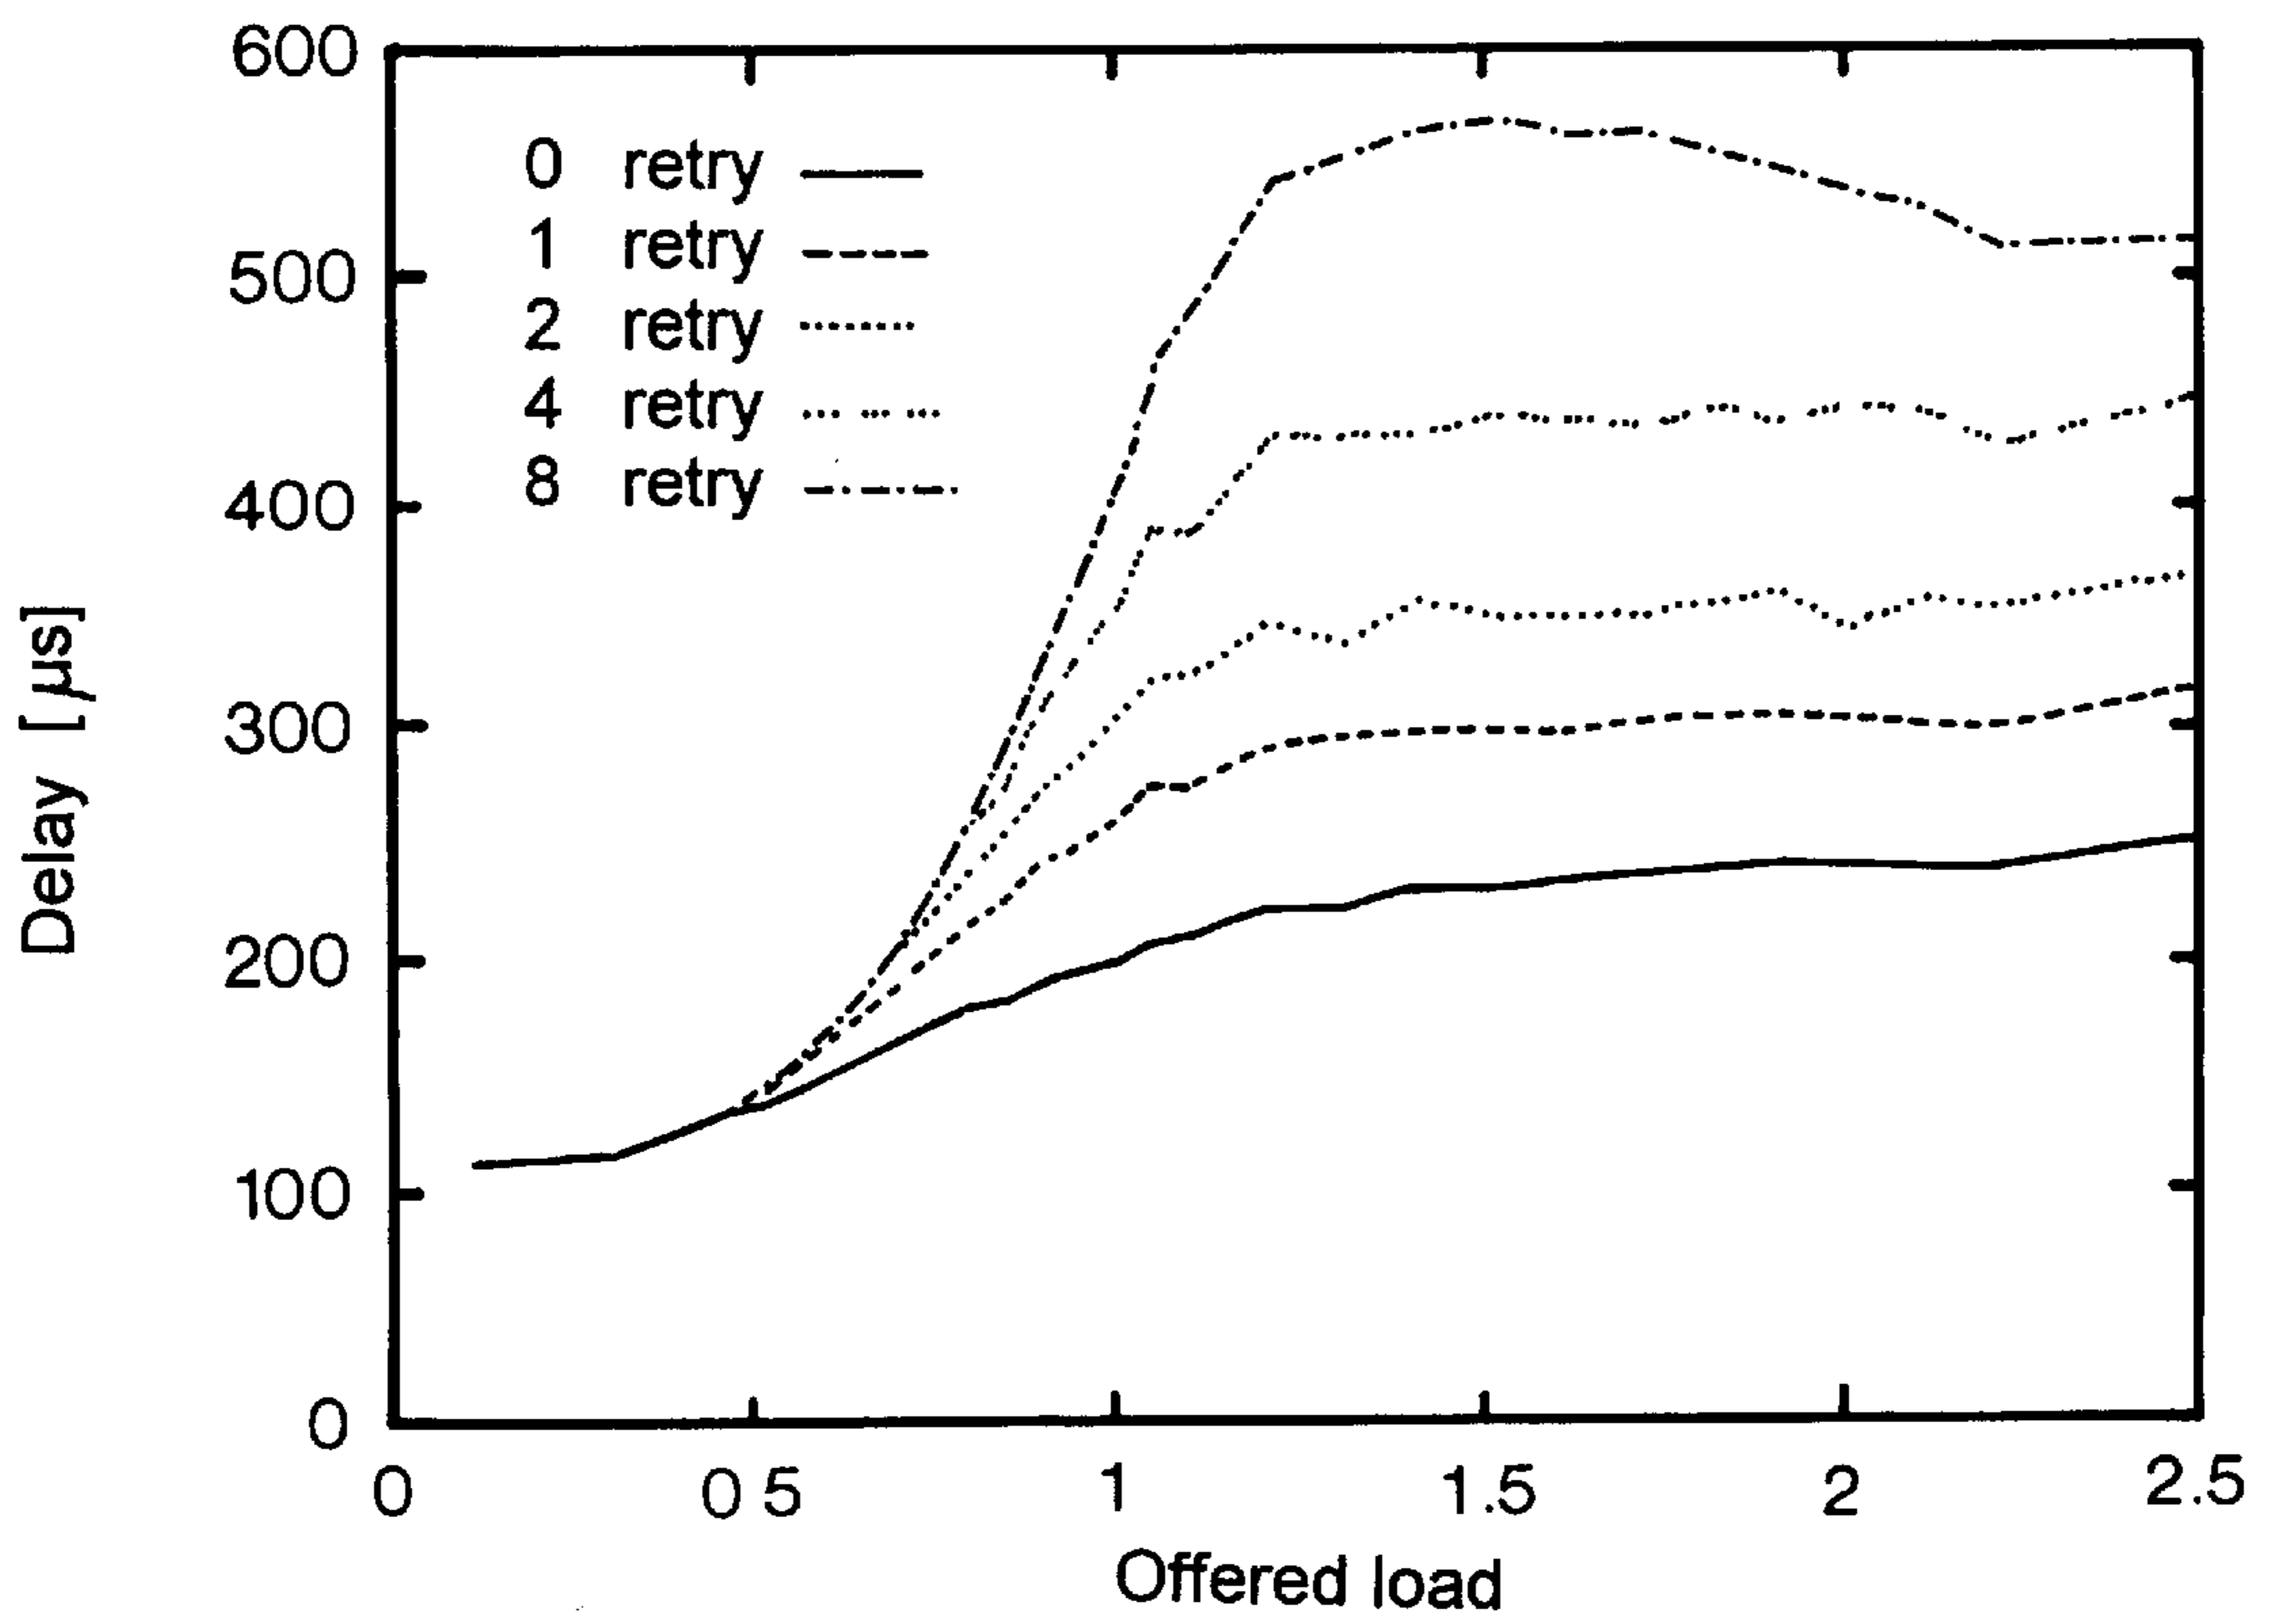 600
500
400
300
200
100
0
Delay [µs]
0 retry
1 retry
2 retry
4 retry
8 retry
0 0 5 1 1.5 2 2.5
Offered load